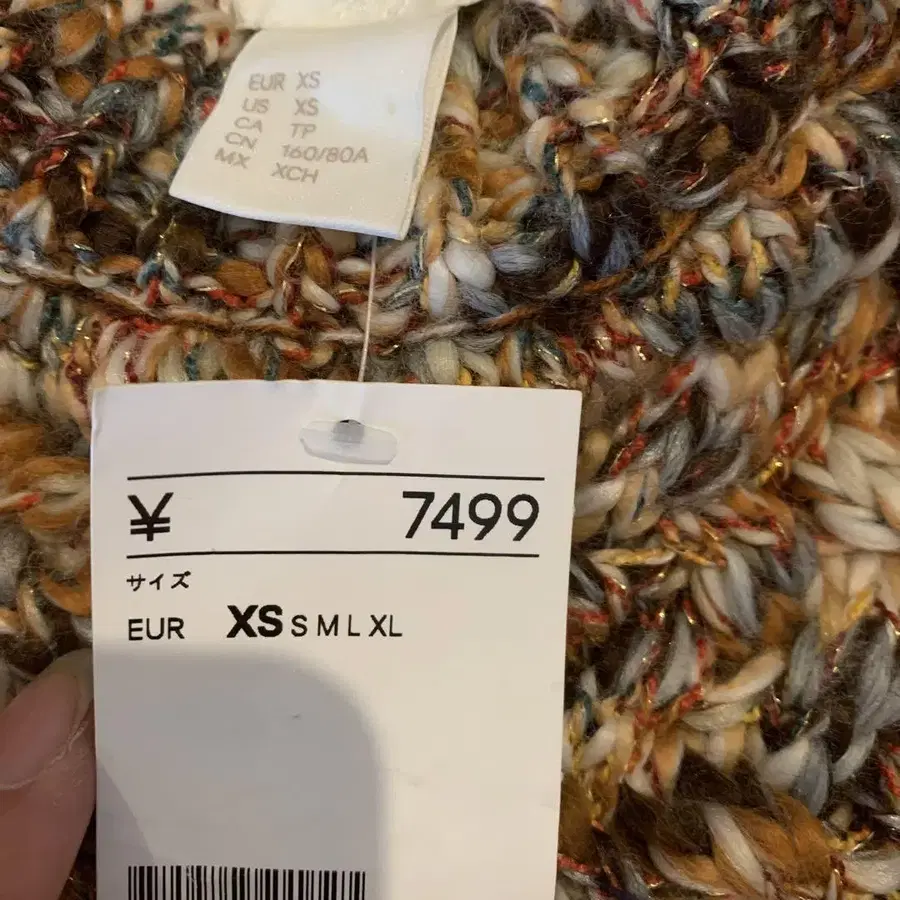 EUR XS
US XS
CA TP
CN 160/80A
MX XCH
¥ 7499
サイズ
EUR XS S M L XL